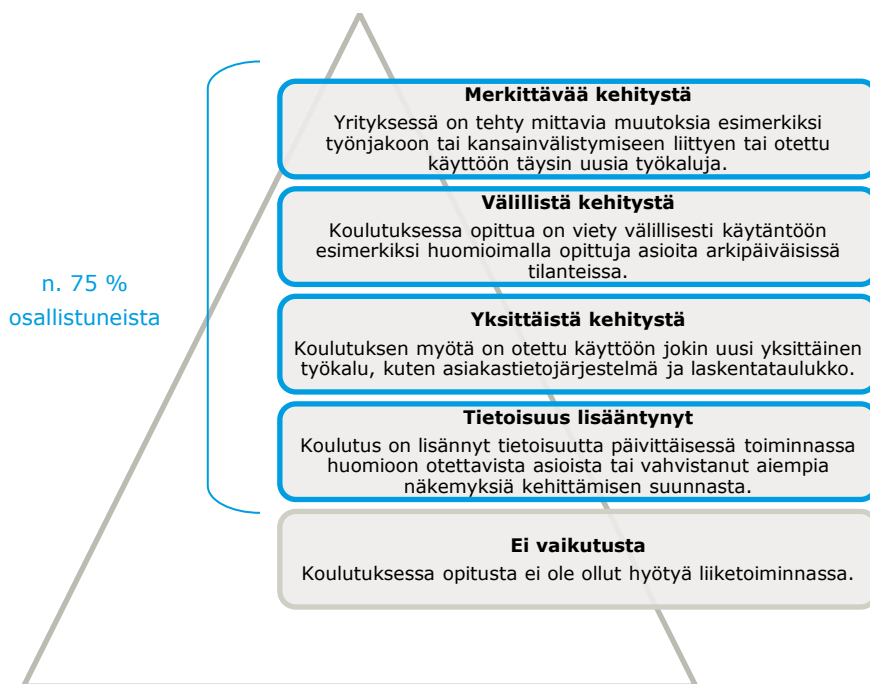 Merkittävää kehitystä
Yrityksessä on tehty mittavia muutoksia esimerkiksi
työnjakoon tai kansainvälistymiseen liittyen tai otettu
käyttöön täysin uusia työkaluja.
Välillistä kehitystä
Koulutuksessa opittua on viety välillisesti käytäntöön
esimerkiksi huomioimalla opittuja asioita arkipäiväisissä
tilanteissa.
n. 75 %
osallistuneista
Yksittäistä kehitystä
Koulutuksen myötä on otettu käyttöön jokin uusi yksittäinen
työkalu, kuten asiakastietojärjestelmä ja laskentataulukko.
Tietoisuus lisääntynyt
Koulutus on lisännyt tietoisuutta päivittäisessä toiminnassa
huomioon otettavista asioista tai vahvistanut aiempia
näkemyksiä kehittämisen suunnasta.
Ei vaikutusta
Koulutuksessa opitusta ei ole ollut hyötyä liiketoiminnassa.